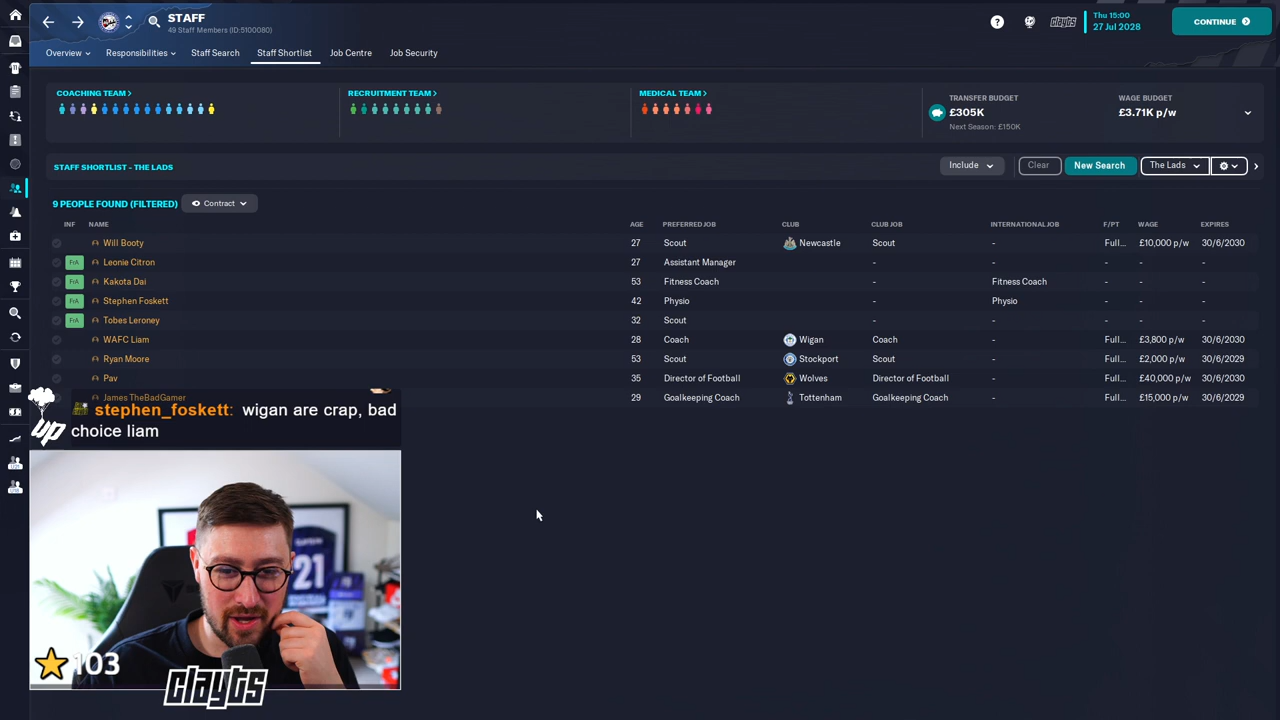 STAFF
49 Staff Members (ID:5100080)
clayts
Thu 15:00
27 Jul 2028
CONTINUE
Overview
Responsibilities
Staff Search
Staff Shortlist
Job Centre
Job Security
COACHING TEAM >
RECRUITMENT TEAM >
MEDICAL TEAM >
TRANSFER BUDGET
£305K
Next Season: £150K
WAGE BUDGET
£3.71K p/w
STAFF SHORTLIST - THE LADS
Include
Clear
New Search
The Lads
9 PEOPLE FOUND (FILTERED)
Contract
INF NAME AGE PREFERRED JOB CLUB CLUB JOB INTERNATIONAL JOB F/PT WAGE EXPIRES
Will Booty 27 Scout Newcastle Scout - Full... £10,000 p/w 30/6/2030
FrA Leonie Citron 27 Assistant Manager - - - - -
FrA Kakota Dai 53 Fitness Coach - Fitness Coach - - -
FrA Stephen Foskett 42 Physio - Physio - - -
FrA Tobes Leroney 32 Scout - - - - -
WAFC Liam 28 Coach Wigan Coach - Full... £3,800 p/w 30/6/2030
Ryan Moore 53 Scout Stockport Scout - Full... £2,000 p/w 30/6/2029
Pav 35 Director of Football Wolves Director of Football - Full... £40,000 p/w 30/6/2030
James TheBadGamer 29 Goalkeeping Coach Tottenham Goalkeeping Coach - Full... £15,000 p/w 30/6/2029
up
stephen_foskett: wigan are crap, bad
choice liam
21
103
clayts